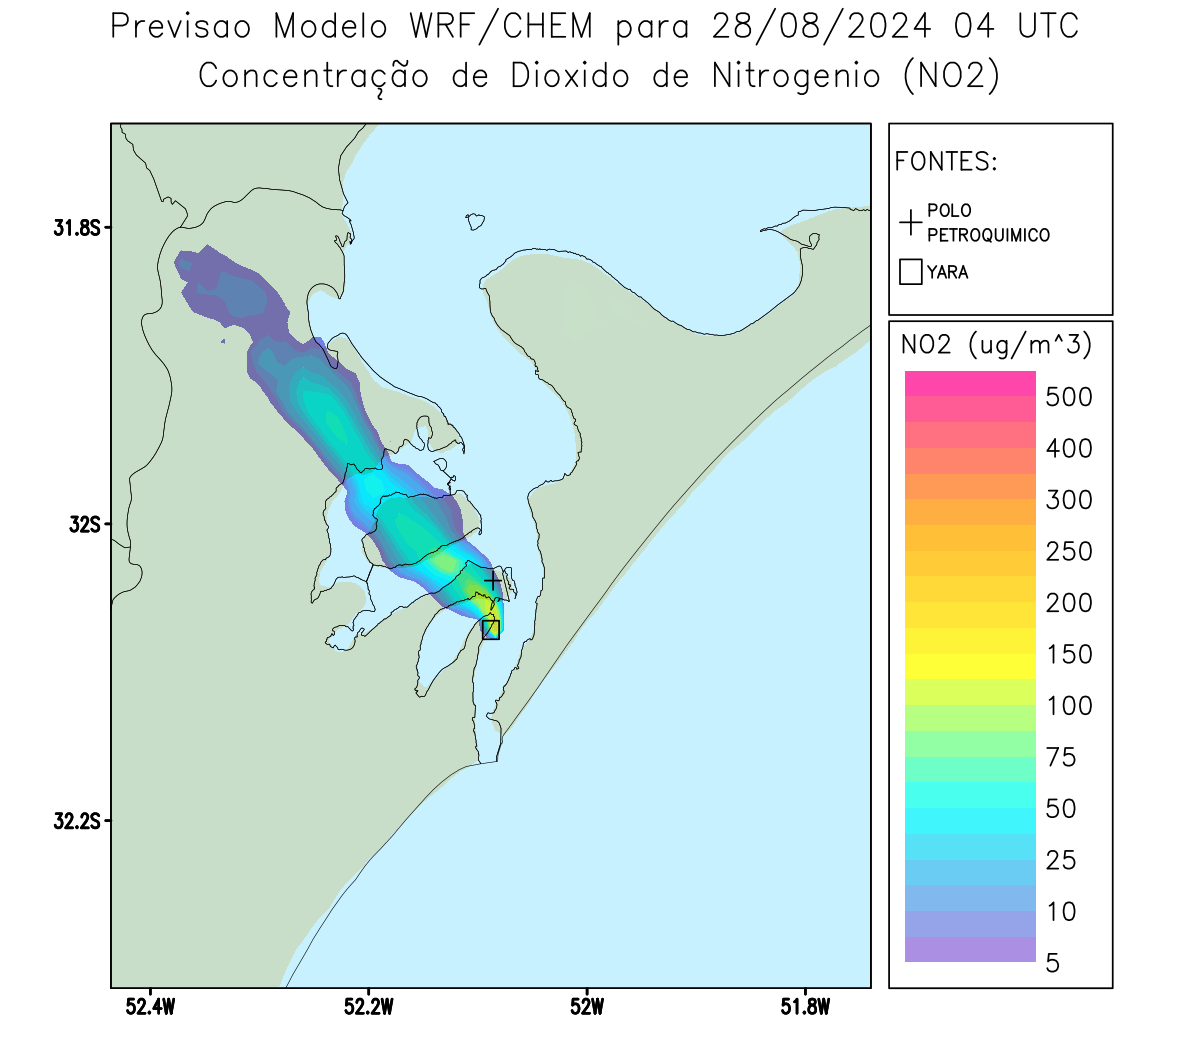 Previsao Modelo WRF/CHEM para 28/08/2024 04 UTC
Concentração de Dioxido de Nitrogenio (NO2)
FONTES:
POLO
PETROQUIMICO
YARA
NO2 (ug/m^3)
500
400
300
250
200
150
100
75
50
25
10
5
31.8S
32S
32.2S
52.4W
52.2W
52W
51.8W